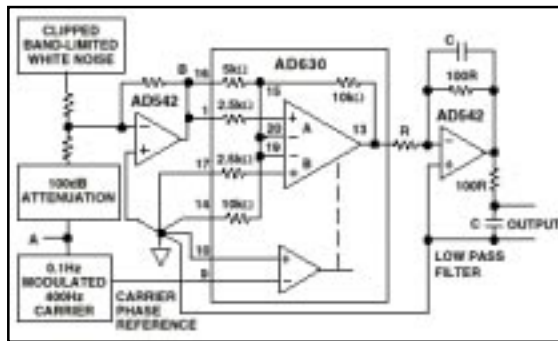 CLIPPED
BAND-LIMITED
WHITE NOISE
AD542
B
16
5kΩ
AD630
15
10kΩ
1
2.5kΩ
A
20
19
13
B
17
2.5kΩ
14
10kΩ
10
9
100dB
ATTENUATION
A
0.1Hz
MODULATED
400Hz
CARRIER
CARRIER
PHASE
REFERENCE
C
100R
AD542
R
100R
C
OUTPUT
LOW PASS
FILTER